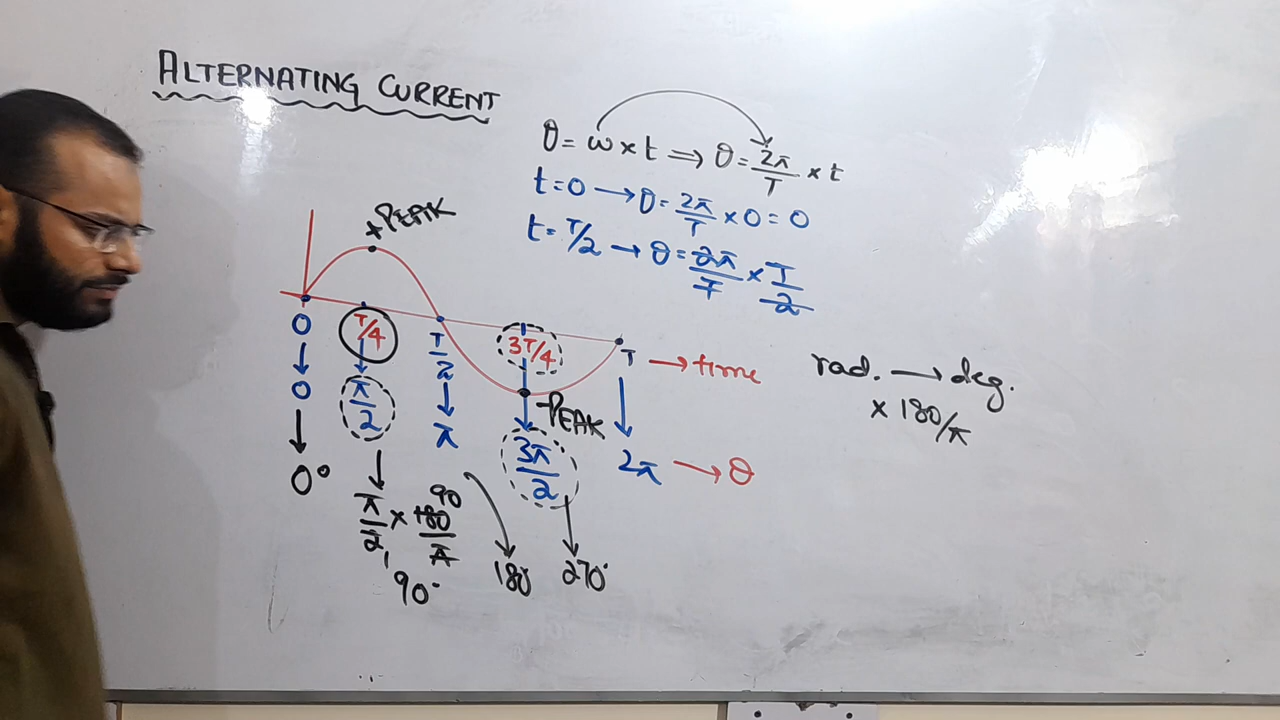 ALTERNATING CURRENT
θ = ω × t ⇒ θ = 2π/T × t
t = 0 → θ = 2π/T × 0 = 0
t = T/2 → θ = 2π/T × T/2
+PEAK
0 T/4 T/2 3T/4 T → time
-PEAK
0 π/2 π 3π/2 2π → θ
rad. → deg.
× 180/π
0°
π/2 × 180/π 90
1
90° 180° 270°